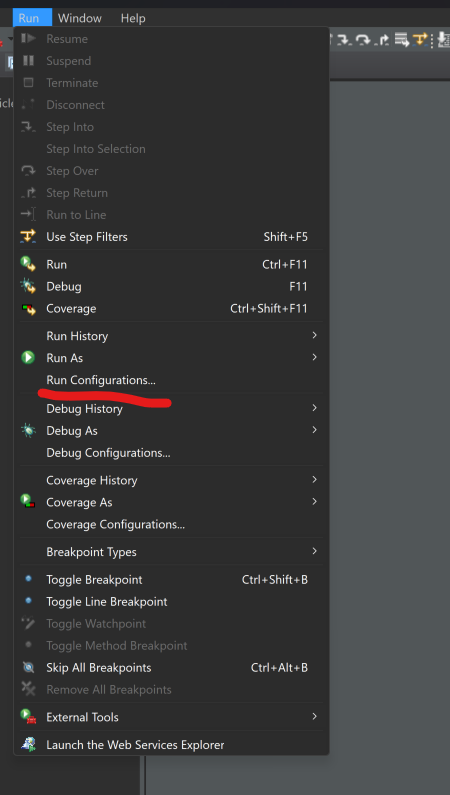 Run Window Help
Resume
Suspend
Terminate
Disconnect
Step Into
Step Into Selection
Step Over
Step Return
Run to Line
Use Step Filters Shift+F5
Run Ctrl+F11
Debug F11
Coverage Ctrl+Shift+F11
Run History
Run As
Run Configurations...
Debug History
Debug As
Debug Configurations...
Coverage History
Coverage As
Coverage Configurations...
Breakpoint Types
Toggle Breakpoint Ctrl+Shift+B
Toggle Line Breakpoint
Toggle Watchpoint
Toggle Method Breakpoint
Skip All Breakpoints Ctrl+Alt+B
Remove All Breakpoints
External Tools
Launch the Web Services Explorer